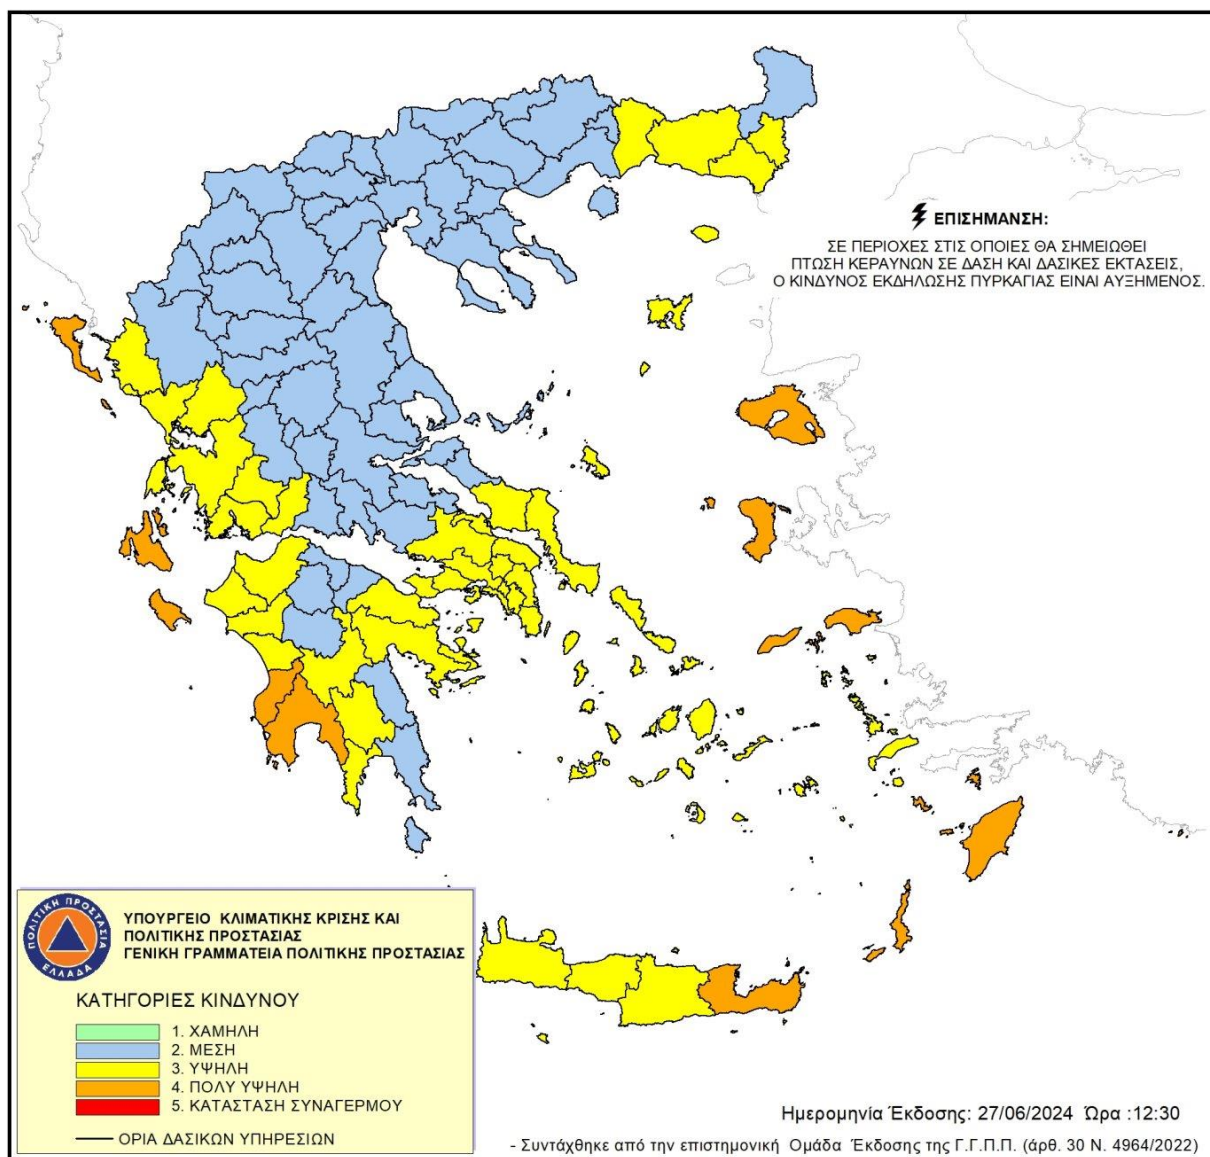 ΕΠΙΣΗΜΑΝΣΗ:
ΣΕ ΠΕΡΙΟΧΕΣ ΣΤΙΣ ΟΠΟΙΕΣ ΘΑ ΣΗΜΕΙΩΘΕΙ
ΠΤΩΣΗ ΚΕΡΑΥΝΩΝ ΣΕ ΔΑΣΗ ΚΑΙ ΔΑΣΙΚΕΣ ΕΚΤΑΣΕΙΣ,
Ο ΚΙΝΔΥΝΟΣ ΕΚΔΗΛΩΣΗΣ ΠΥΡΚΑΓΙΑΣ ΕΙΝΑΙ ΑΥΞΗΜΕΝΟΣ.
ΠΟΛΙΤΙΚΗ ΠΡΟΣΤΑΣΙΑ
ΕΛΛΑΔΑ
ΥΠΟΥΡΓΕΙΟ ΚΛΙΜΑΤΙΚΗΣ ΚΡΙΣΗΣ ΚΑΙ
ΠΟΛΙΤΙΚΗΣ ΠΡΟΣΤΑΣΙΑΣ
ΓΕΝΙΚΗ ΓΡΑΜΜΑΤΕΙΑ ΠΟΛΙΤΙΚΗΣ ΠΡΟΣΤΑΣΙΑΣ
ΚΑΤΗΓΟΡΙΕΣ ΚΙΝΔΥΝΟΥ
1. ΧΑΜΗΛΗ
2. ΜΕΣΗ
3. ΥΨΗΛΗ
4. ΠΟΛΥ ΥΨΗΛΗ
5. ΚΑΤΑΣΤΑΣΗ ΣΥΝΑΓΕΡΜΟΥ
ΟΡΙΑ ΔΑΣΙΚΩΝ ΥΠΗΡΕΣΙΩΝ
Ημερομηνία Έκδοσης: 27/06/2024 Ώρα :12:30
- Συντάχθηκε από την επιστημονική Ομάδα Έκδοσης της Γ.Γ.Π.Π. (άρθ. 30 Ν. 4964/2022)